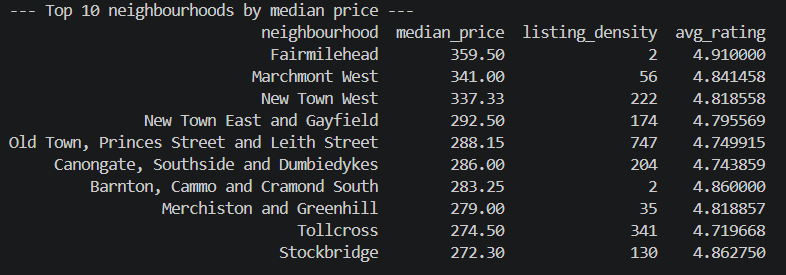 --- Top 10 neighbourhoods by median price ---
neighbourhood median_price listing_density avg_rating
Fairmilehead 359.50 2 4.910000
Marchmont West 341.00 56 4.841458
New Town West 337.33 222 4.818558
New Town East and Gayfield 292.50 174 4.795569
Old Town, Princes Street and Leith Street 288.15 747 4.749915
Canongate, Southside and Dumbiedykes 286.00 204 4.743859
Barnton, Cammo and Cramond South 283.25 2 4.860000
Merchiston and Greenhill 279.00 35 4.818857
Tollcross 274.50 341 4.719668
Stockbridge 272.30 130 4.862750